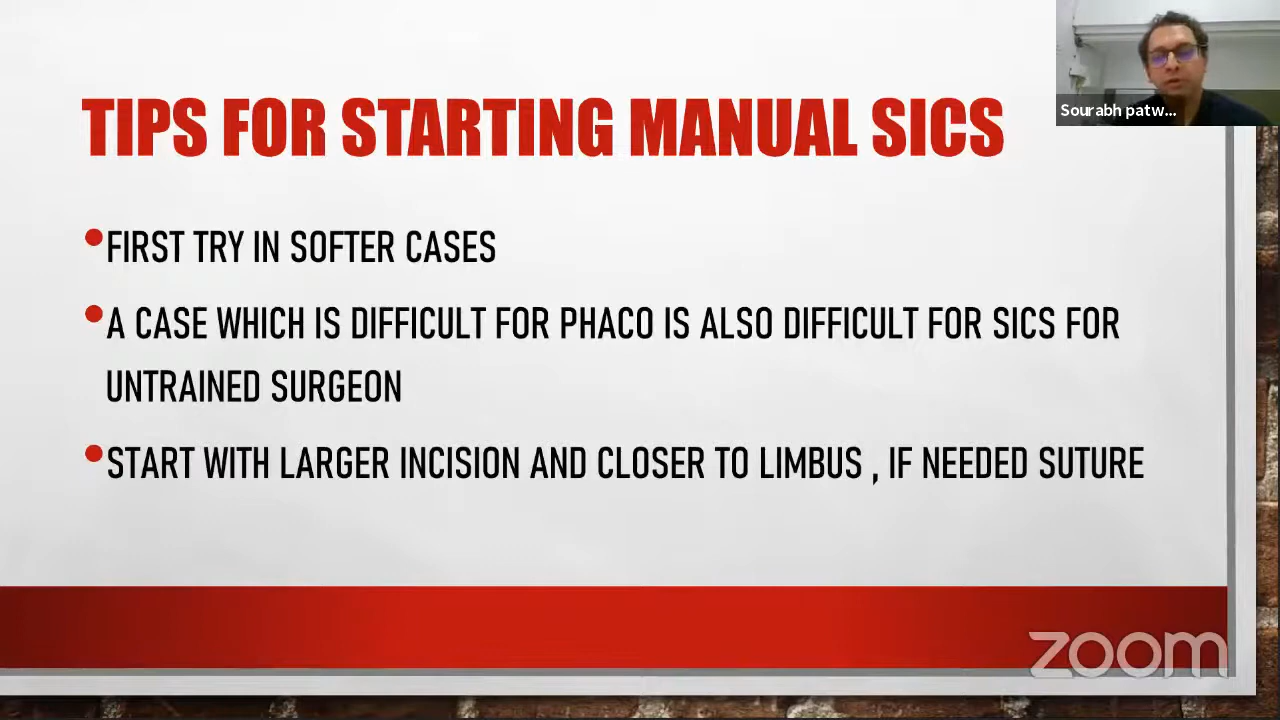 Sourabh patw...
TIPS FOR STARTING MANUAL SICS
•FIRST TRY IN SOFTER CASES
•A CASE WHICH IS DIFFICULT FOR PHACO IS ALSO DIFFICULT FOR SICS FOR
UNTRAINED SURGEON
•START WITH LARGER INCISION AND CLOSER TO LIMBUS , IF NEEDED SUTURE
zoom